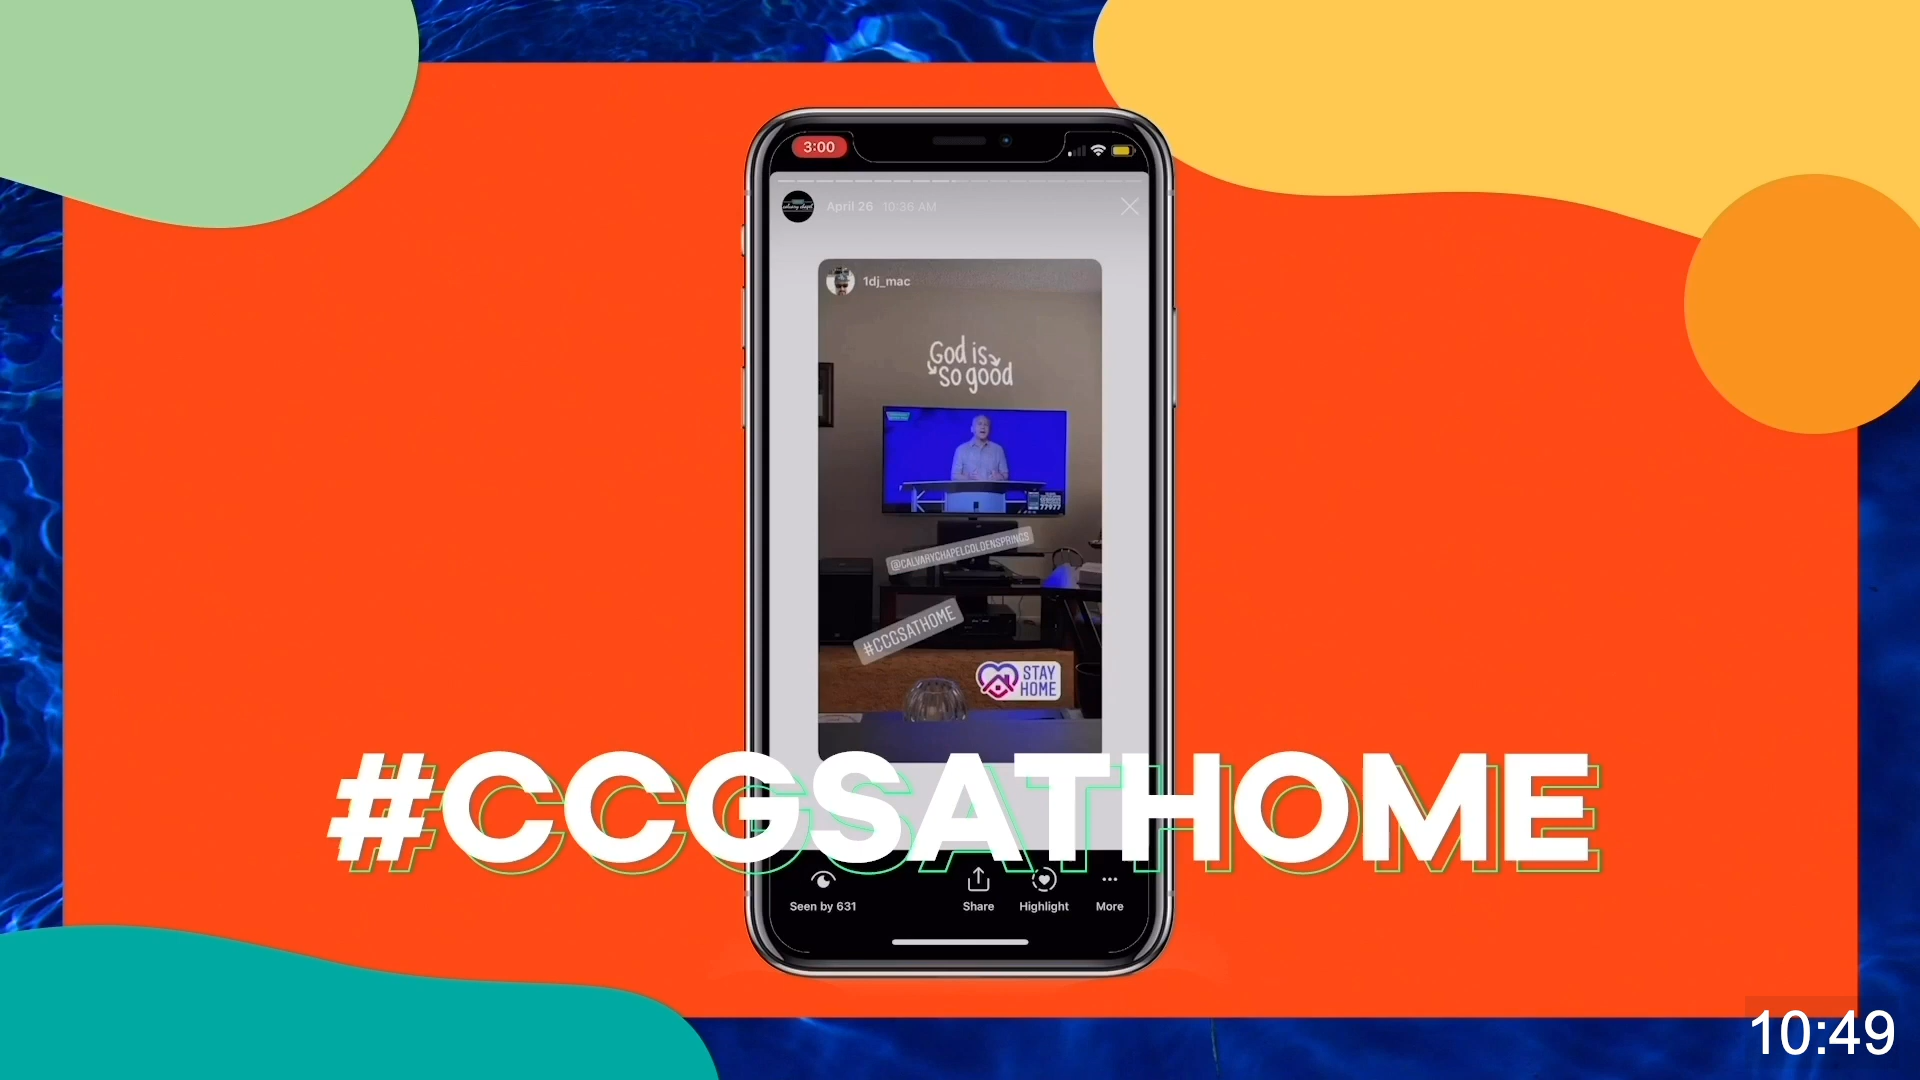 3:00
April 26 10:36 AM
1dj_mac
God is
so good
77977
@CALVARYCHAPELGOLDENSPRINGS
#CCGSATHOME
STAY
HOME
#CCGSATHOME
Seen by 631
Share
Highlight
More
10:49